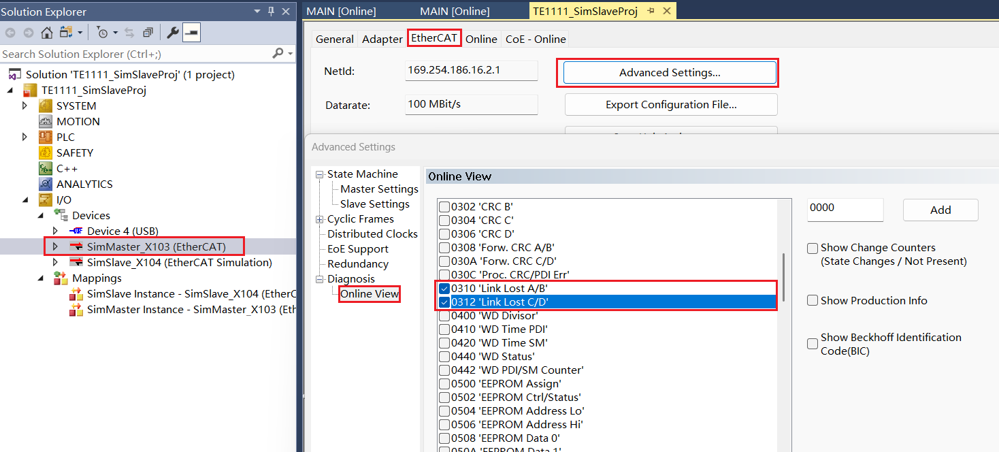 Solution Explorer
Search Solution Explorer (Ctrl+;)
Solution 'TE1111_SimSlaveProj' (1 project)
TE1111_SimSlaveProj
SYSTEM
MOTION
PLC
SAFETY
C++
ANALYTICS
I/O
Devices
Device 4 (USB)
SimMaster_X103 (EtherCAT)
SimSlave_X104 (EtherCAT Simulation)
Mappings
SimSlave Instance - SimSlave_X104 (EtherC
SimMaster Instance - SimMaster_X103 (Eth
MAIN [Online] MAIN [Online] TE1111_SimSlaveProj
General Adapter EtherCAT Online CoE - Online
NetId: 169.254.186.16.2.1 Advanced Settings...
Datarate: 100 MBit/s Export Configuration File...
Advanced Settings
State Machine
Master Settings
Slave Settings
Cyclic Frames
Distributed Clocks
EoE Support
Redundancy
Diagnosis
Online View
Online View
0302 'CRC B'
0304 'CRC C'
0306 'CRC D'
0308 'Forw. CRC A/B'
030A 'Forw. CRC C/D'
030C 'Proc. CRC/PDI Err'
0310 'Link Lost A/B'
0312 'Link Lost C/D'
0400 'WD Divisor'
0410 'WD Time PDI'
0420 'WD Time SM'
0440 'WD Status'
0442 'WD PDI/SM Counter'
0500 'EEPROM Assign'
0502 'EEPROM Ctrl/Status'
0504 'EEPROM Address Lo'
0506 'EEPROM Address Hi'
0508 'EEPROM Data 0'
050A 'EEPROM Data 1'
0000 Add
Show Change Counters
(State Changes / Not Present)
Show Production Info
Show Beckhoff Identification
Code(BIC)